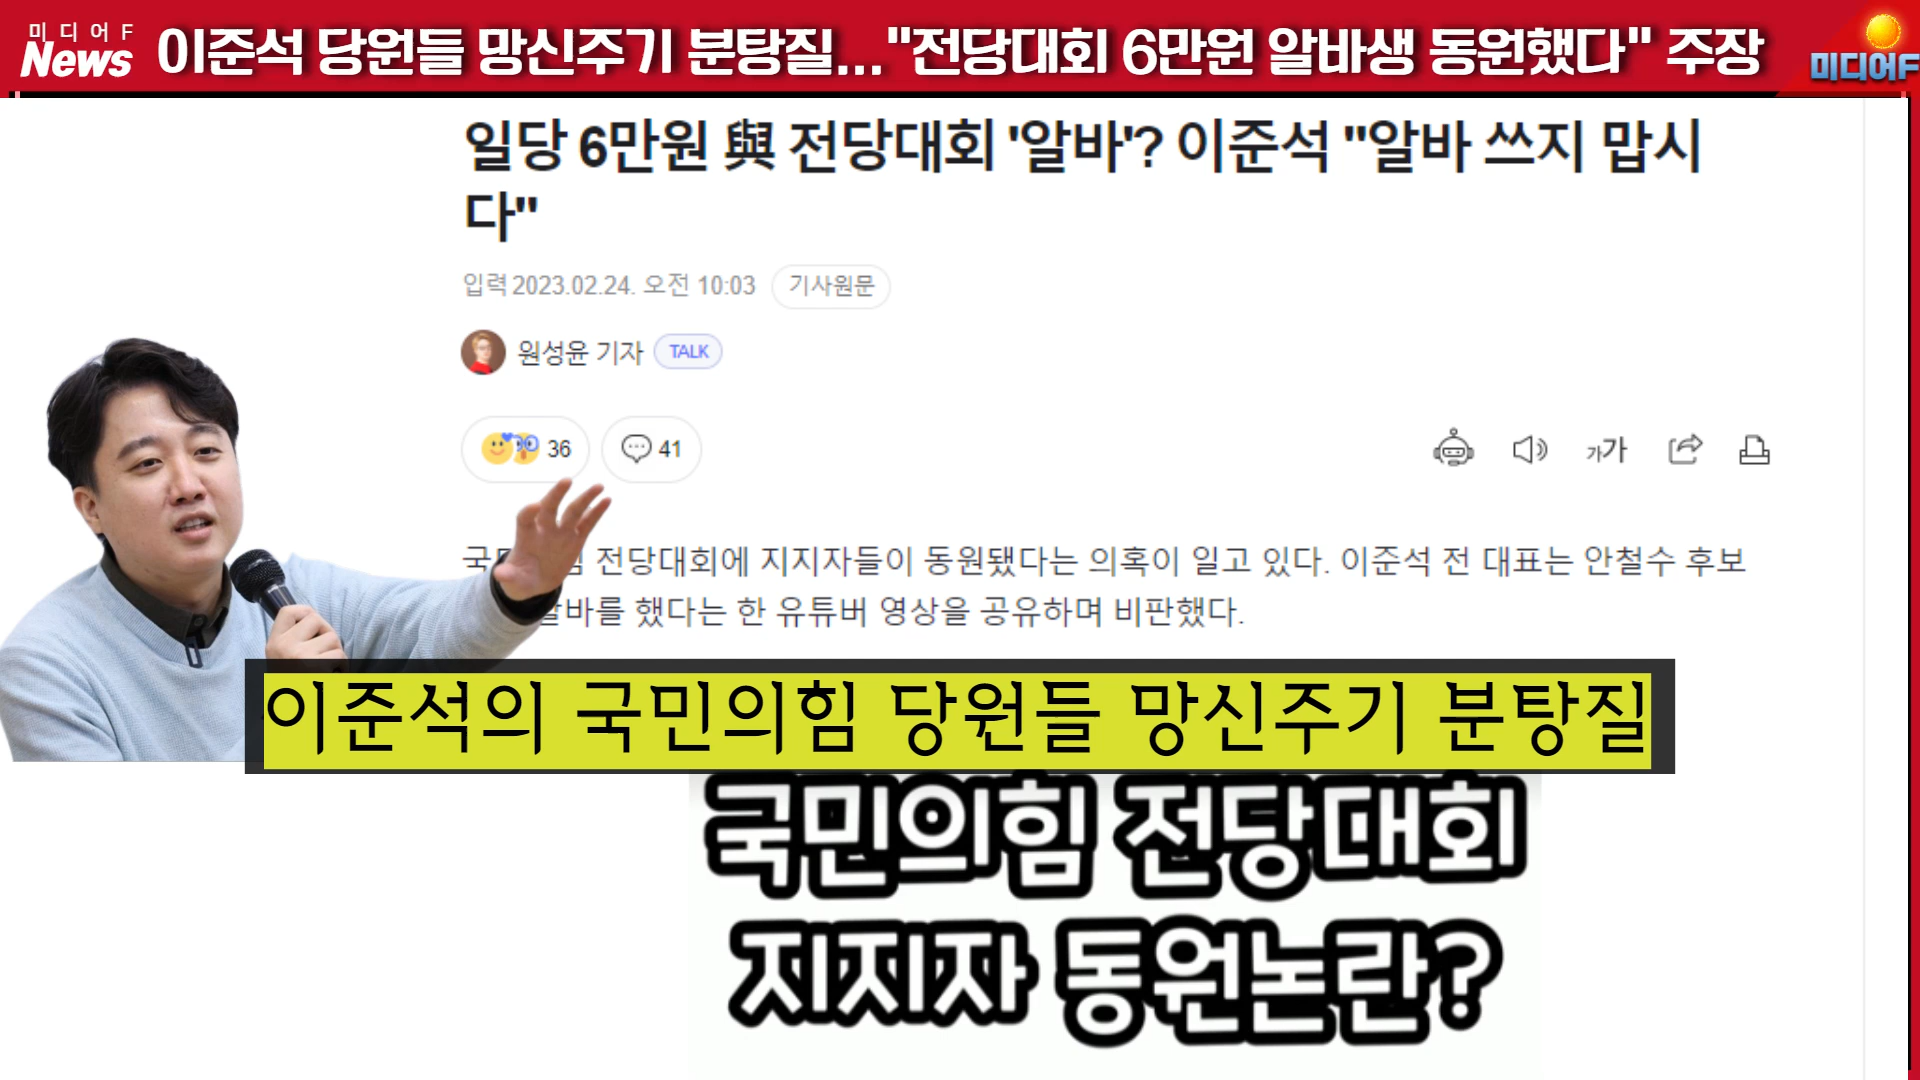 미디어F
News
이준석 당원들 망신주기 분탕질..."전당대회 6만원 알바생 동원했다" 주장
미디어F
일당 6만원 與 전당대회 '알바'? 이준석 "알바 쓰지 맙시
다"
입력 2023.02.24. 오전 10:03 기사원문
원성윤 기자 TALK
36 41
가가
전당대회에 지지자들이 동원됐다는 의혹이 일고 있다. 이준석 전 대표는 안철수 후보
했다는 한 유튜버 영상을 공유하며 비판했다.
이준석의 국민의힘 당원들 망신주기 분탕질
국민의힘 전당대회
지지자 동원논란?